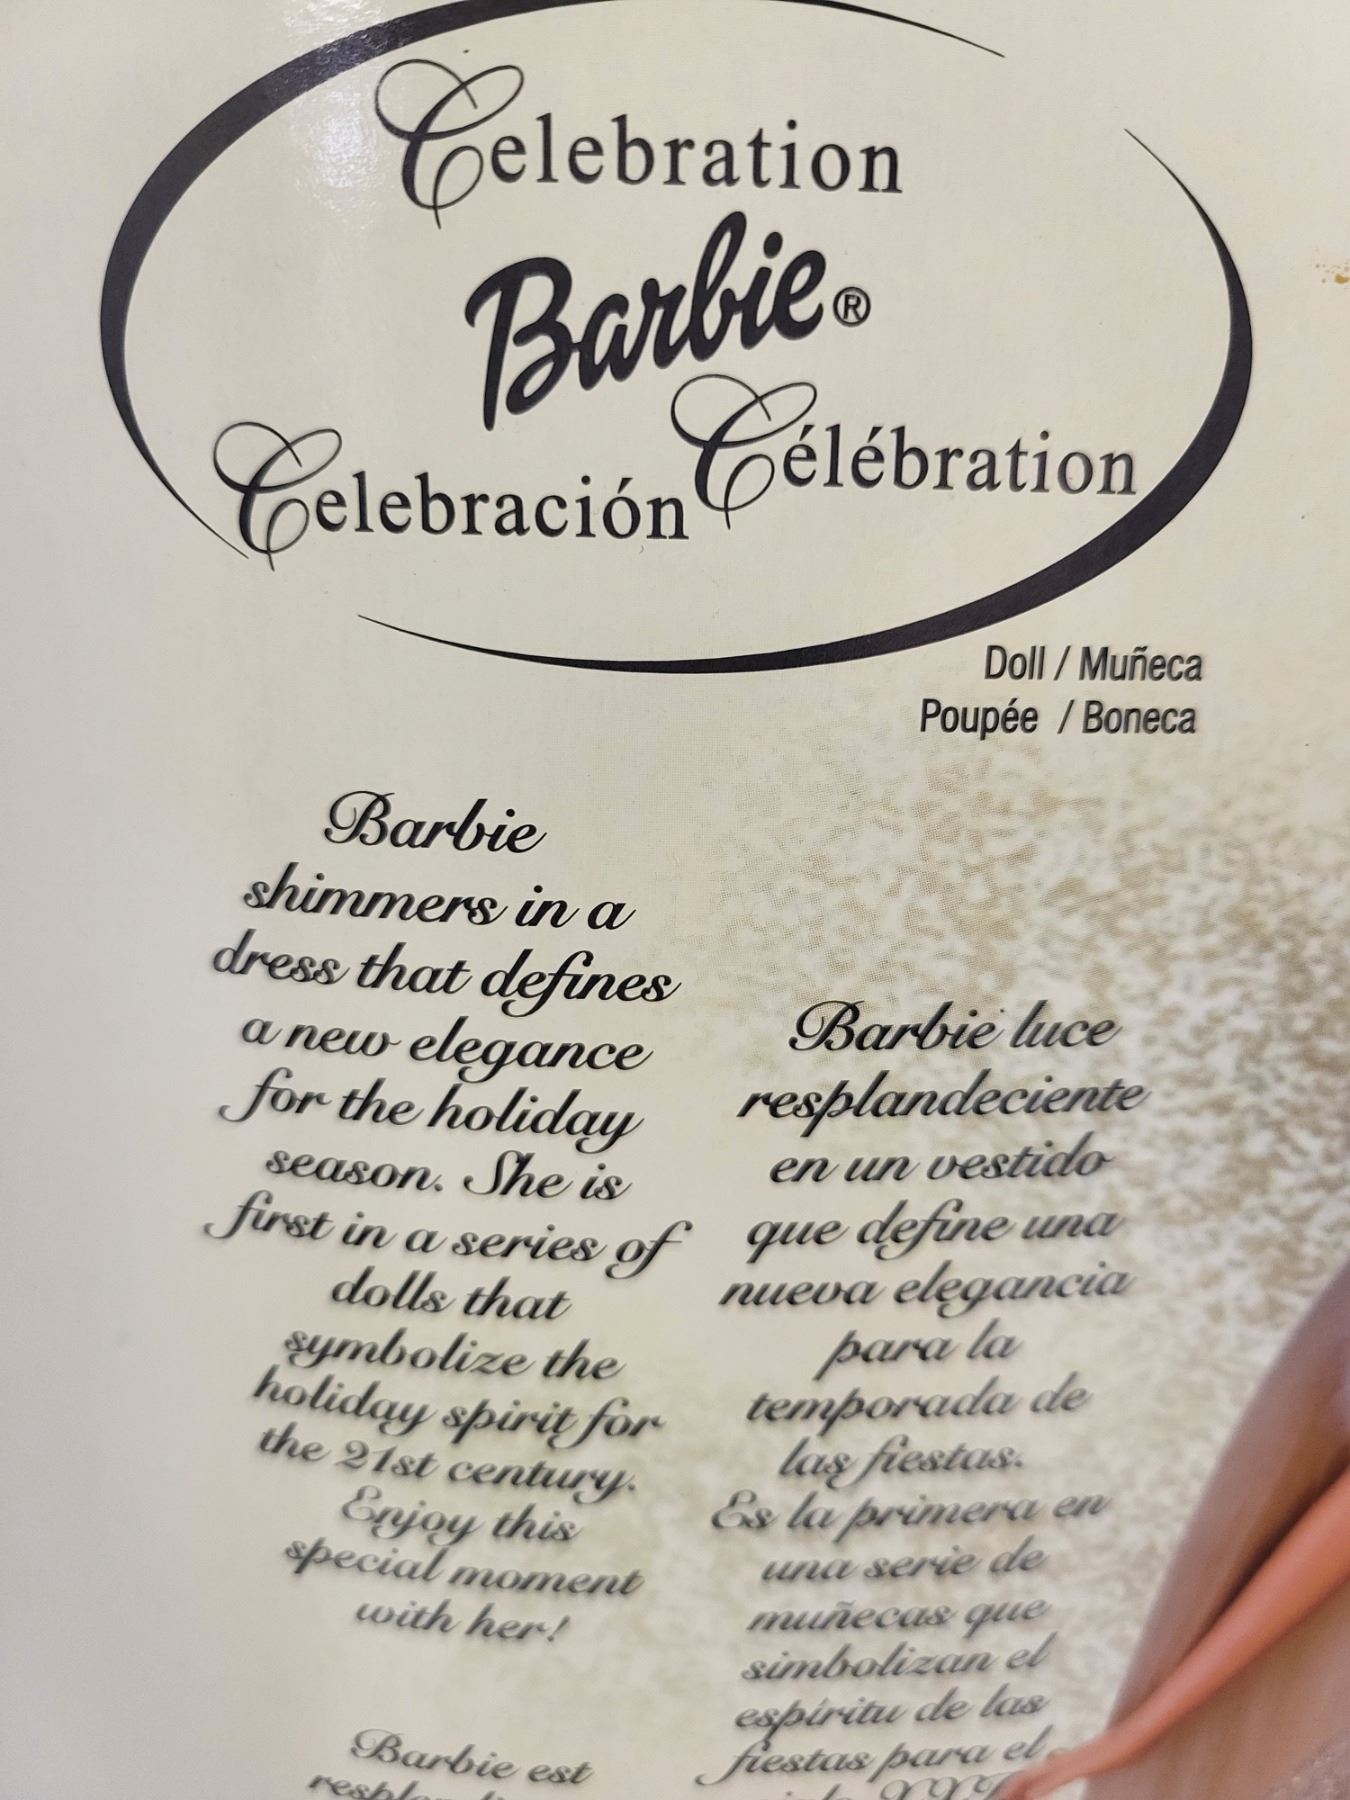 Celebration
Barbie®
Celebración Célébration
Doll / Muñeca
Poupée / Boneca
Barbie
shimmers in a
dress that defines
a new elegance
for the holiday
season. She is
first in a series of
dolls that
symbolize the
holiday spirit for
the 21st century.
Enjoy this
special moment
with her!
Barbie luce
resplandeciente
en un vestido
que define una
nueva elegancia
para la
temporada de
las fiestas.
Es la primera en
una serie de
muñecas que
simbolizan el
espíritu de las
fiestas para el
Barbie est